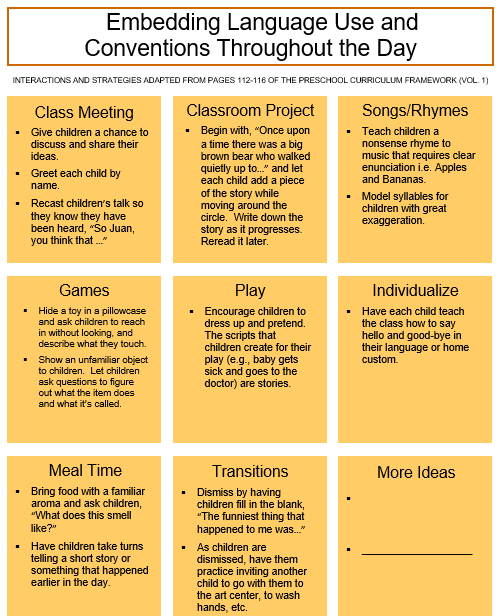 Embedding Language Use and
Conventions Throughout the Day
INTERACTIONS AND STRATEGIES ADAPTED FROM PAGES 112-116 OF THE PRESCHOOL CURRICULUM FRAMEWORK (VOL. 1)
Class Meeting
▪ Give children a chance to
discuss and share their
ideas.
▪ Greet each child by
name.
▪ Recast children's talk so
they know they have
been heard, "So Juan,
you think that ..."
Classroom Project
▪ Begin with, "Once upon
a time there was a big
brown bear who walked
quietly up to..." and let
each child add a piece
of the story while
moving around the
circle. Write down the
story as it progresses.
Reread it later.
Songs/Rhymes
▪ Teach children a
nonsense rhyme to
music that requires clear
enunciation i.e. Apples
and Bananas.
▪ Model syllables for
children with great
exaggeration.
Games
▪ Hide a toy in a pillowcase
and ask children to reach
in without looking, and
describe what they touch.
▪ Show an unfamiliar object
to children. Let children
ask questions to figure
out what the item does
and what it's called.
Play
▪ Encourage children to
dress up and pretend.
The scripts that
children create for their
play (e.g., baby gets
sick and goes to the
doctor) are stories.
Individualize
▪ Have each child teach
the class how to say
hello and good-bye in
their language or home
custom.
Meal Time
▪ Bring food with a familiar
aroma and ask children,
"What does this smell
like?"
▪ Have children take turns
telling a short story or
something that happened
earlier in the day.
Transitions
▪ Dismiss by having
children fill in the blank,
"The funniest thing that
happened to me was..."
▪ As children are
dismissed, have them
practice inviting another
child to go with them to
the art center, to wash
hands, etc.
More Ideas
▪
▪ ____________________